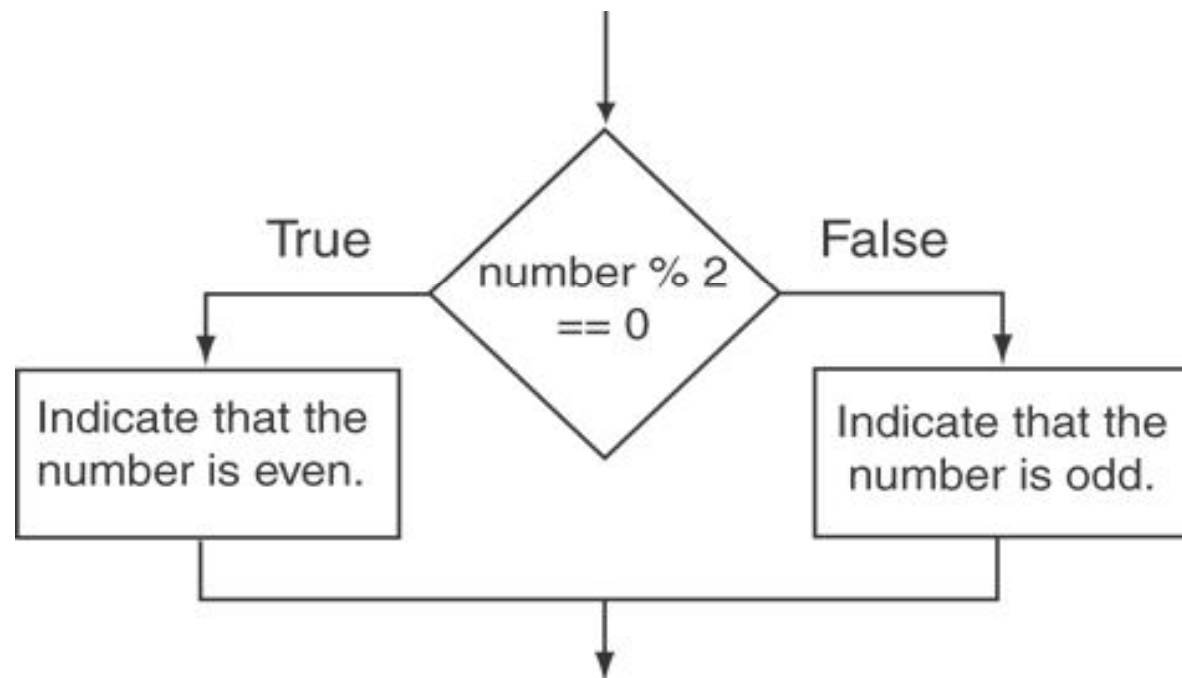 True
False
number % 2
== 0
Indicate that the
number is even.
Indicate that the
number is odd.